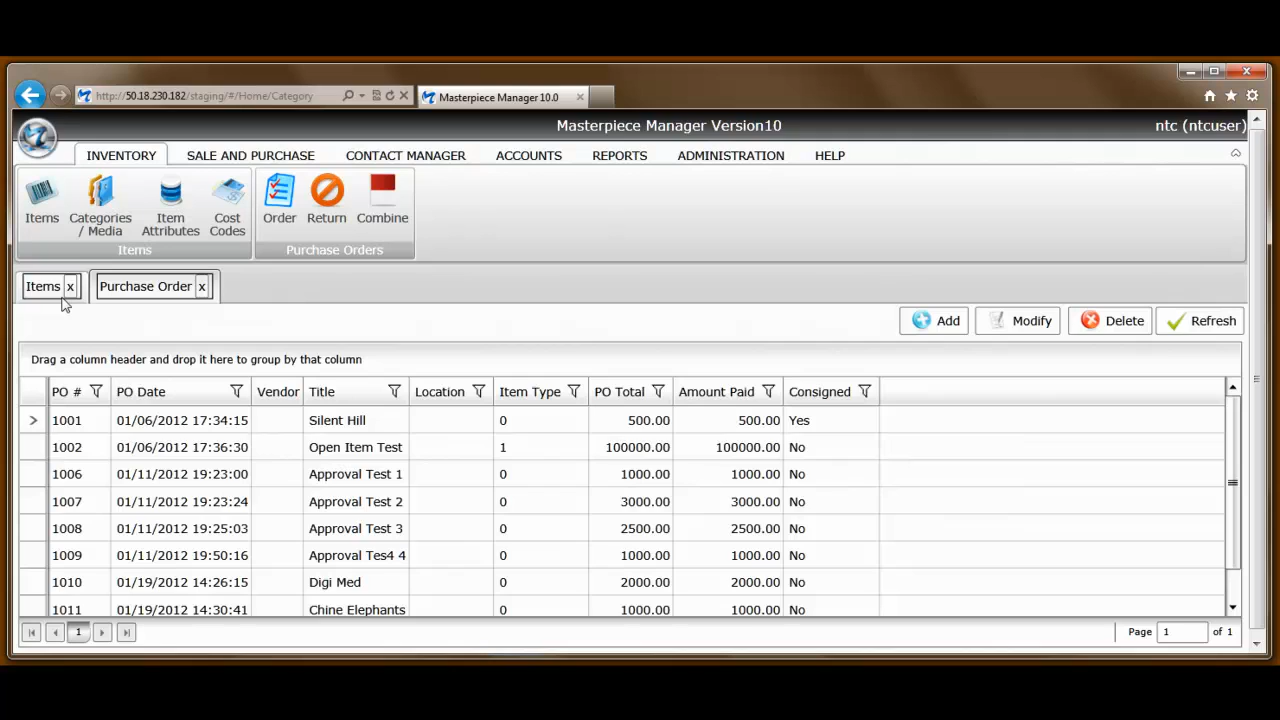 http://50.18.230.182/staging/#/Home/Category
Masterpiece Manager 10.0
Masterpiece Manager Version10
ntc (ntcuser)
INVENTORY SALE AND PURCHASE CONTACT MANAGER ACCOUNTS REPORTS ADMINISTRATION HELP
Items Categories / Media Item Attributes Cost Codes Order Return Combine
Items Purchase Orders
Items x Purchase Order x
Add Modify Delete Refresh
Drag a column header and drop it here to group by that column
PO # PO Date Vendor Title Location Item Type PO Total Amount Paid Consigned
1001 01/06/2012 17:34:15 Silent Hill 0 500.00 500.00 Yes
1002 01/06/2012 17:36:30 Open Item Test 1 100000.00 100000.00 No
1006 01/11/2012 19:23:00 Approval Test 1 0 1000.00 1000.00 No
1007 01/11/2012 19:23:24 Approval Test 2 0 3000.00 3000.00 No
1008 01/11/2012 19:25:03 Approval Test 3 0 2500.00 2500.00 No
1009 01/11/2012 19:50:16 Approval Tes4 4 0 1000.00 1000.00 No
1010 01/19/2012 14:26:15 Digi Med 0 2000.00 2000.00 No
1011 01/19/2012 14:30:41 Chine Elephants 0 1000.00 1000.00 No
1 Page 1 of 1